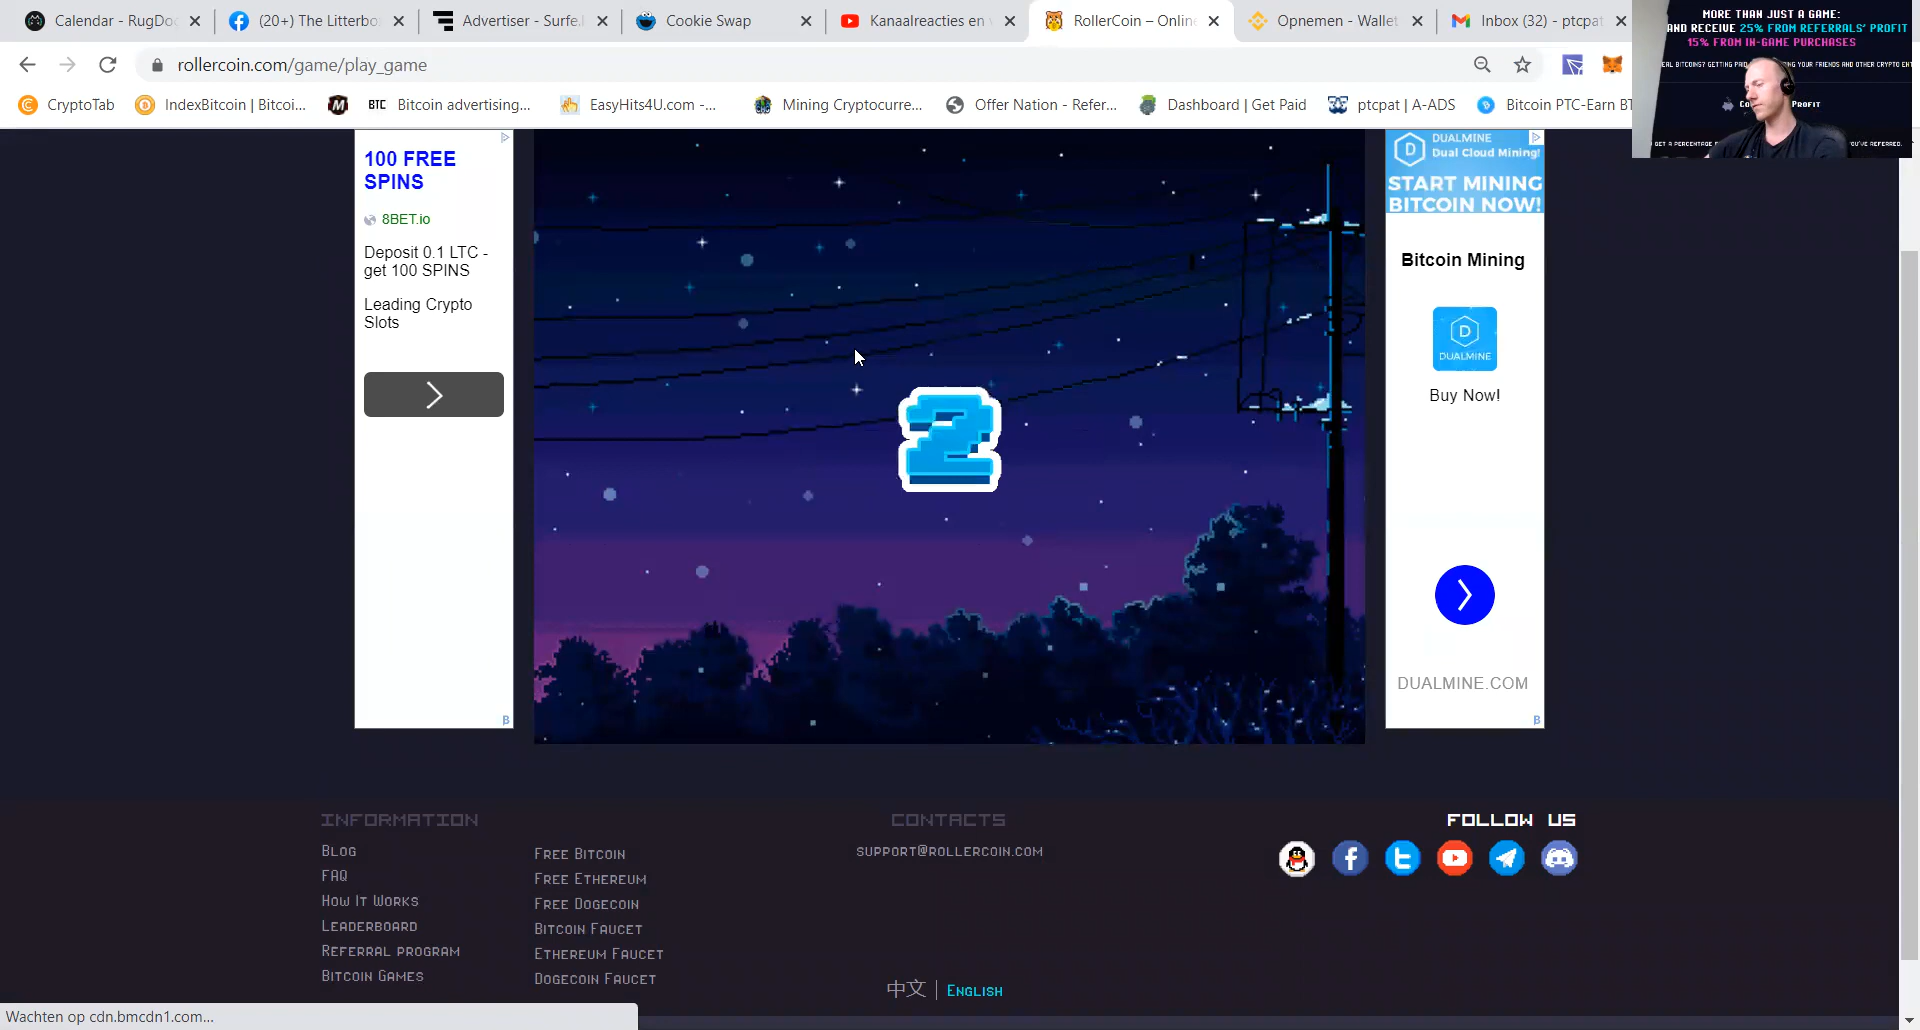 Calendar - RugDo
(20+) The Litterbo
Advertiser - Surfe.
Cookie Swap
Kanaalreacties en
RollerCoin – Onlin
Opnemen - Wallet
Inbox (32) - ptcpat
rollercoin.com/game/play_game
CryptoTab
IndexBitcoin | Bitcoi...
BTC Bitcoin advertising...
EasyHits4U.com -...
Mining Cryptocurre...
Offer Nation - Refer...
Dashboard | Get Paid
ptcpat | A-ADS
Bitcoin PTC-Earn BT
MORE THAN JUST A GAME:
AND RECEIVE 25% FROM REFERRALS' PROFIT
15% FROM IN-GAME PURCHASES
PROFIT
100 FREE
SPINS
8BET.io
Deposit 0.1 LTC -
get 100 SPINS
Leading Crypto
Slots
2
DUALMINE
Dual Cloud Mining!
START MINING
BITCOIN NOW!
Bitcoin Mining
DUALMINE
Buy Now!
DUALMINE.COM
INFORMATION
BLOG
FAQ
HOW IT WORKS
LEADERBOARD
REFERRAL PROGRAM
BITCOIN GAMES
FREE BITCOIN
FREE ETHEREUM
FREE DOGECOIN
BITCOIN FAUCET
ETHEREUM FAUCET
DOGECOIN FAUCET
CONTACTS
SUPPORT@ROLLERCOIN.COM
FOLLOW US
中文 | ENGLISH
Wachten op cdn.bmcdn1.com...